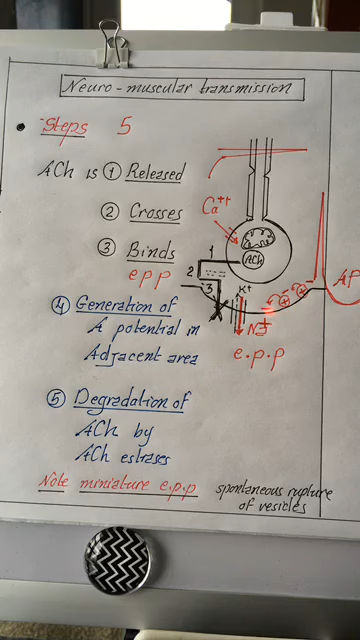 Neuro-muscular transmission
Steps 5
ACh is ① Released
② Crosses
③ Binds
epp
④ Generation of
A potential in
Adjacent area
⑤ Degradation of
ACh by
ACh estrases
Note miniature e.p.p spontaneous rupture
of vesicles
Ca++
ACh
1
2
3
K+
Na+
e.p.p
+
+
AP